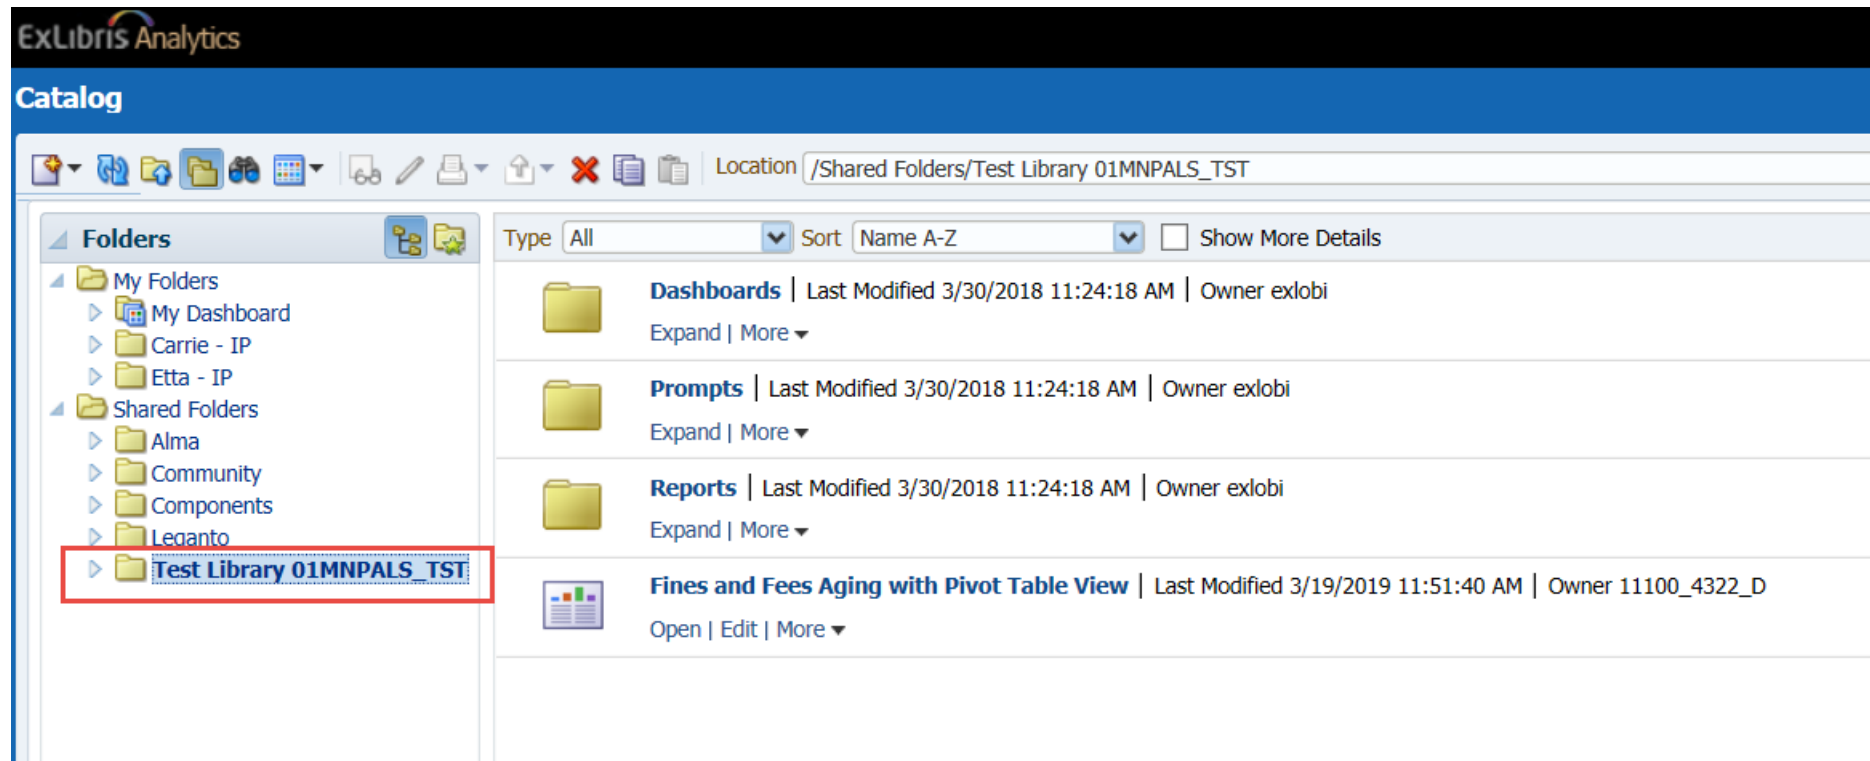 ExLibris Analytics
Catalog
Location /Shared Folders/Test Library 01MNPALS_TST
Folders
My Folders
My Dashboard
Carrie - IP
Etta - IP
Shared Folders
Alma
Community
Components
Leganto
Test Library 01MNPALS_TST
Type All Sort Name A-Z Show More Details
Dashboards | Last Modified 3/30/2018 11:24:18 AM | Owner exlobi
Expand | More
Prompts | Last Modified 3/30/2018 11:24:18 AM | Owner exlobi
Expand | More
Reports | Last Modified 3/30/2018 11:24:18 AM | Owner exlobi
Expand | More
Fines and Fees Aging with Pivot Table View | Last Modified 3/19/2019 11:51:40 AM | Owner 11100_4322_D
Open | Edit | More